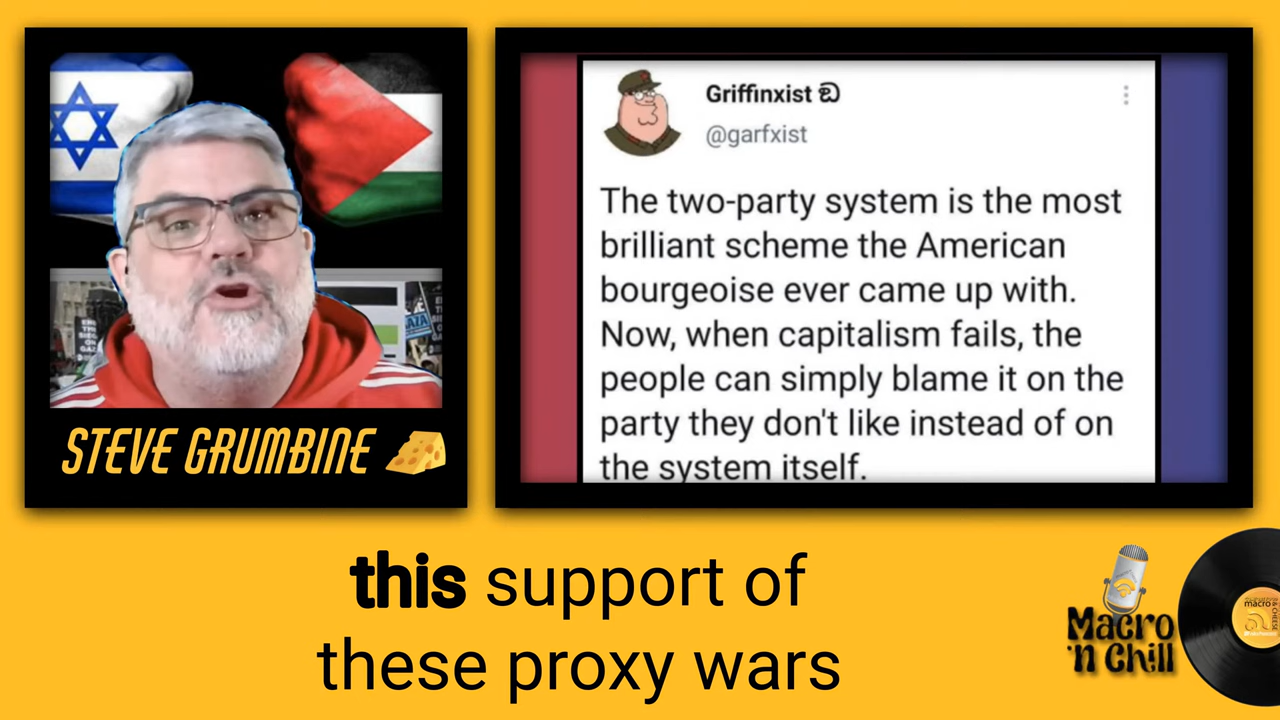 STEVE GRUMBINE
Griffinxist
@garfxist
The two-party system is the most
brilliant scheme the American
bourgeoise ever came up with.
Now, when capitalism fails, the
people can simply blame it on the
party they don't like instead of on
the system itself.
this support of
these proxy wars
Macro
'n Chill
macro